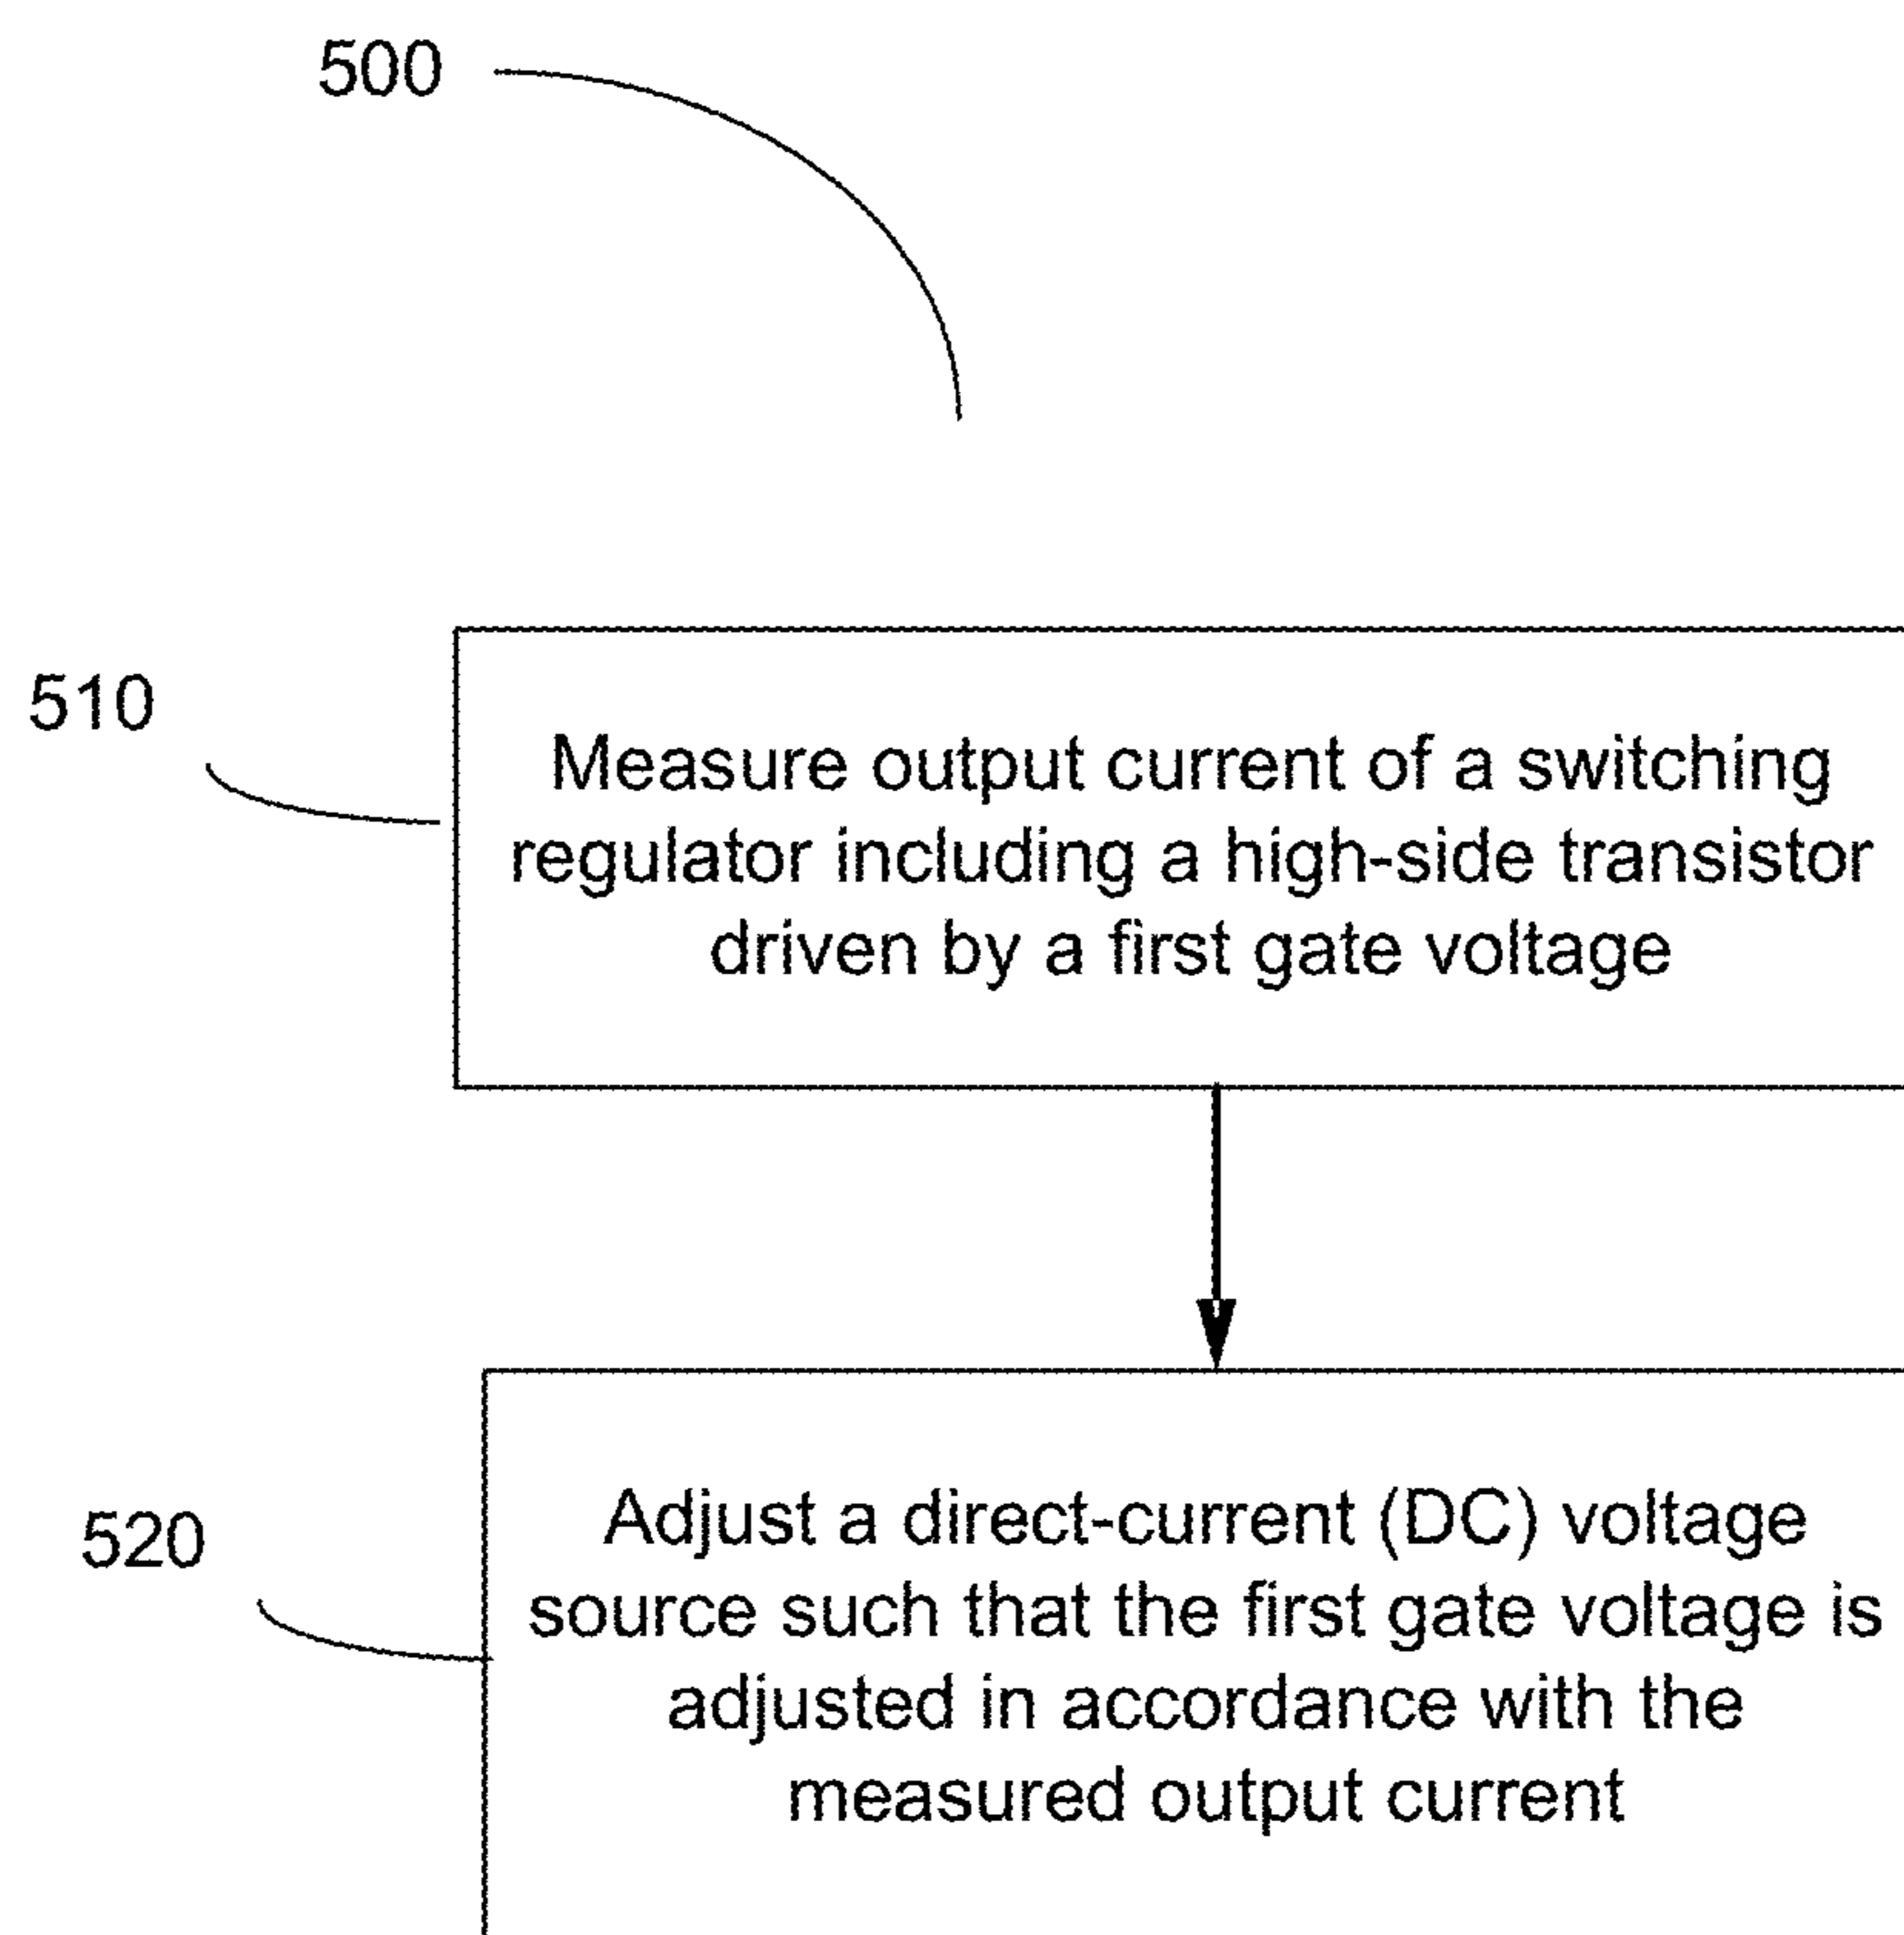 500
510
Measure output current of a switching
regulator including a high-side transistor
driven by a first gate voltage
520
Adjust a direct-current (DC) voltage
source such that the first gate voltage is
adjusted in accordance with the
measured output current